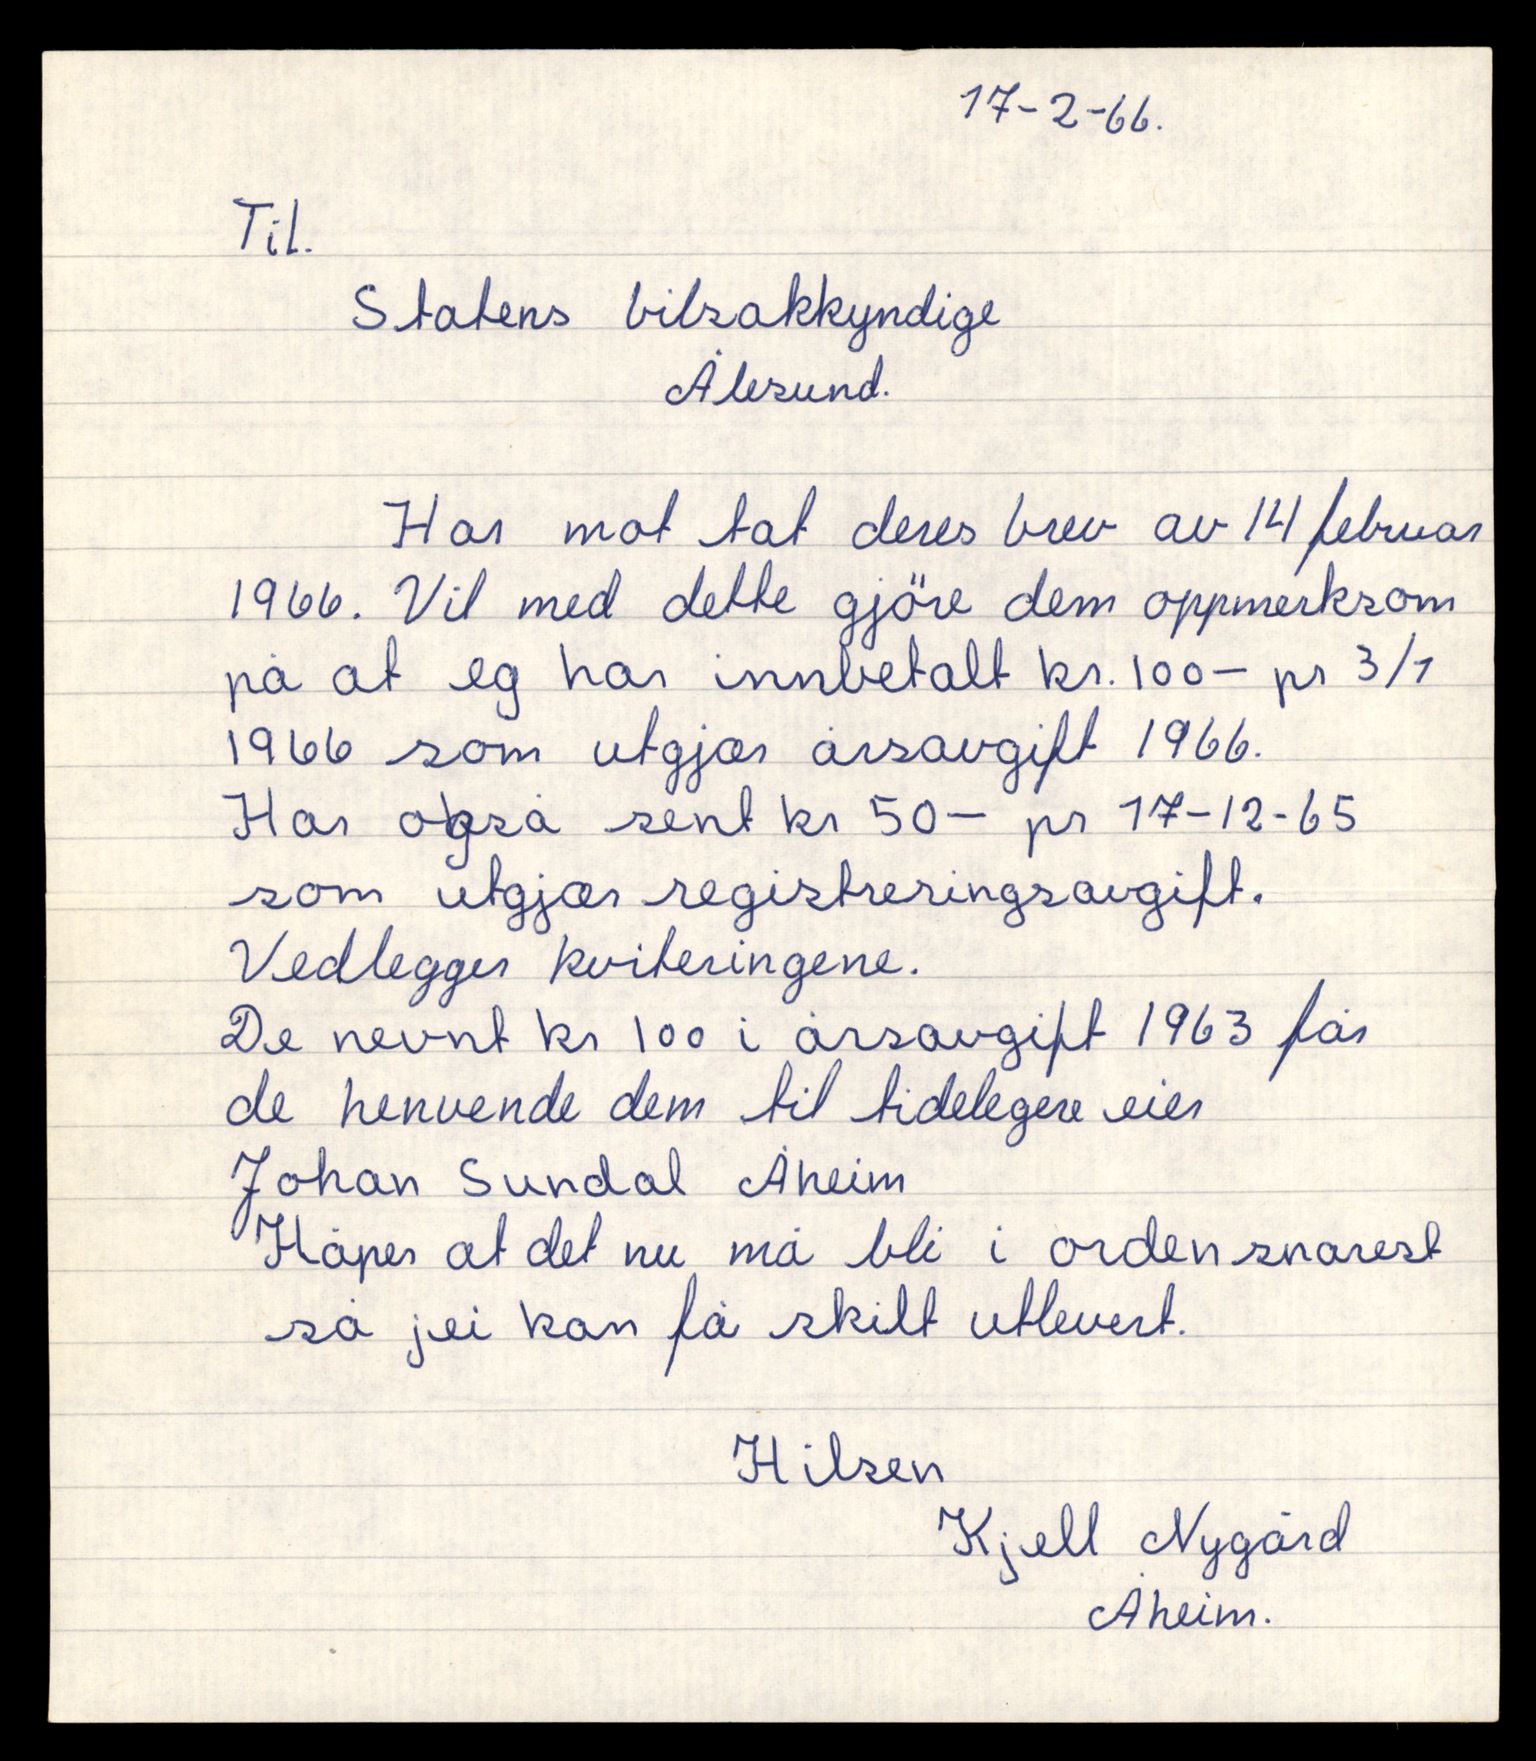 17-2-66.
Til.
Statens bilsakkyndige
Ålesund.
Har mot tat deres brev av 14 februar
1966. Vil med dette gjöre dem oppmerksom
på at eg har innbetalt kr. 100- pr 3/1
1966 som utgjør årsavgift 1966.
Har også sent kr 50- pr 17-12-65
som utgjør registreringsavgift.
Vedlegger kviteringene.
De nevnt kr 100 i årsavgift 1963 får
de henvende dem til tidelegere eier
Johan Sundal Åheim
Håper at det nu må bli i orden snarest
så jei kan få skilt utlevert.
Hilsen
Kjell Nygård
Åheim.